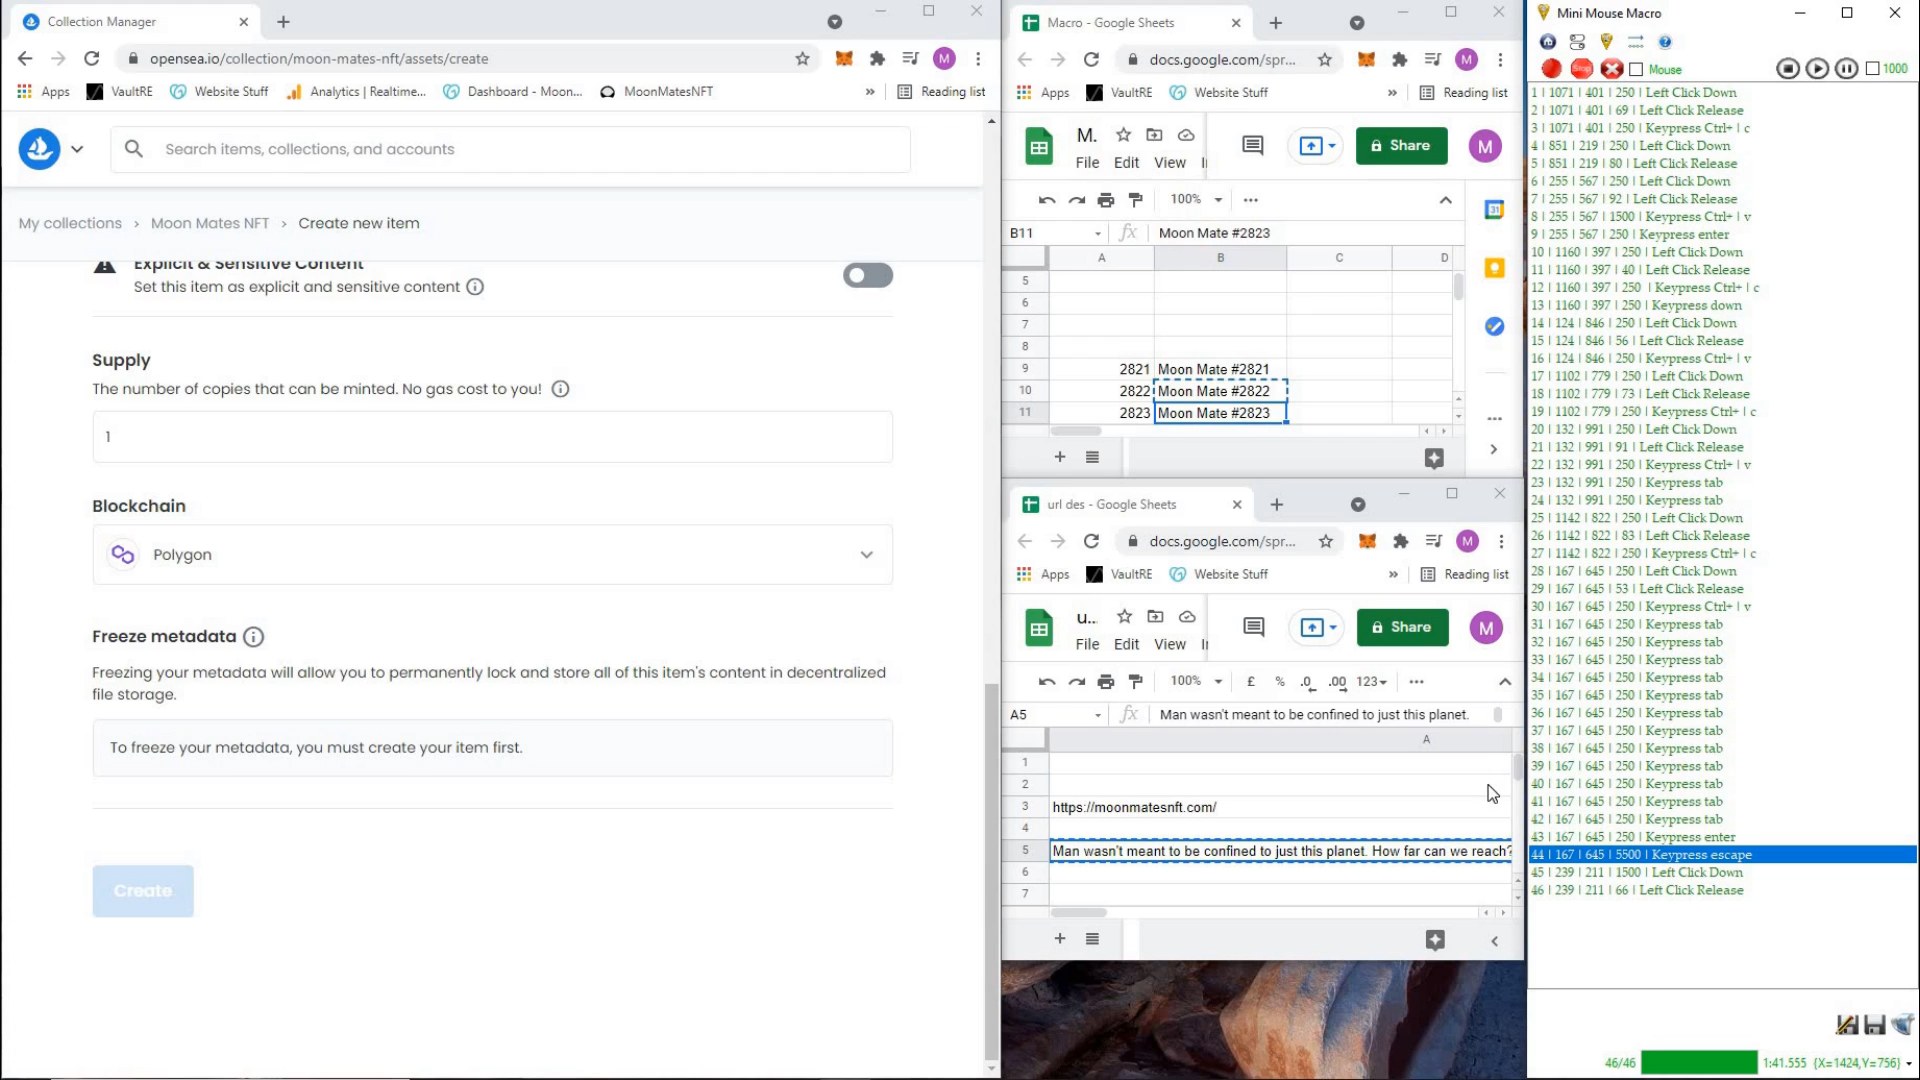 Collection Manager
opensea.io/collection/moon-mates-nft/assets/create
Apps VaultRE Website Stuff Analytics | Realtime... Dashboard - Moon... MoonMatesNFT » Reading list
Search items, collections, and accounts
My collections > Moon Mates NFT > Create new item
Explicit & Sensitive Content
Set this item as explicit and sensitive content
Supply
The number of copies that can be minted. No gas cost to you!
1
Blockchain
Polygon
Freeze metadata
Freezing your metadata will allow you to permanently lock and store all of this item's content in decentralized
file storage.
To freeze your metadata, you must create your item first.
Create
Macro - Google Sheets
docs.google.com/spr...
Apps VaultRE Website Stuff » Reading list
M.
Share
M
File Edit View
100%
B11 fx Moon Mate #2823
A B C D
5
6
7
8
9 2821 Moon Mate #2821
10 2822 Moon Mate #2822
11 2823 Moon Mate #2823
url des - Google Sheets
docs.google.com/spr...
Apps VaultRE Website Stuff » Reading list
u...
Share
M
File Edit View
100% £ % .0 .00 123
A5 fx Man wasn't meant to be confined to just this planet.
A
1
2
3 https://moonmatesnft.com/
4
5 Man wasn't meant to be confined to just this planet. How far can we reach?
6
7
Mini Mouse Macro
Stop Mouse 1000
1 | 1071 | 401 | 250 | Left Click Down
2 | 1071 | 401 | 69 | Left Click Release
3 | 1071 | 401 | 250 | Keypress Ctrl+ | c
4 | 851 | 219 | 250 | Left Click Down
5 | 851 | 219 | 80 | Left Click Release
6 | 255 | 567 | 250 | Left Click Down
7 | 255 | 567 | 92 | Left Click Release
8 | 255 | 567 | 1500 | Keypress Ctrl+ | v
9 | 255 | 567 | 250 | Keypress enter
10 | 1160 | 397 | 250 | Left Click Down
11 | 1160 | 397 | 40 | Left Click Release
12 | 1160 | 397 | 250 | Keypress Ctrl+ | c
13 | 1160 | 397 | 250 | Keypress down
14 | 124 | 846 | 250 | Left Click Down
15 | 124 | 846 | 56 | Left Click Release
16 | 124 | 846 | 250 | Keypress Ctrl+ | v
17 | 1102 | 779 | 250 | Left Click Down
18 | 1102 | 779 | 73 | Left Click Release
19 | 1102 | 779 | 250 | Keypress Ctrl+ | c
20 | 132 | 991 | 250 | Left Click Down
21 | 132 | 991 | 91 | Left Click Release
22 | 132 | 991 | 250 | Keypress Ctrl+ | v
23 | 132 | 991 | 250 | Keypress tab
24 | 132 | 991 | 250 | Keypress tab
25 | 1142 | 822 | 250 | Left Click Down
26 | 1142 | 822 | 83 | Left Click Release
27 | 1142 | 822 | 250 | Keypress Ctrl+ | c
28 | 167 | 645 | 250 | Left Click Down
29 | 167 | 645 | 53 | Left Click Release
30 | 167 | 645 | 250 | Keypress Ctrl+ | v
31 | 167 | 645 | 250 | Keypress tab
32 | 167 | 645 | 250 | Keypress tab
33 | 167 | 645 | 250 | Keypress tab
34 | 167 | 645 | 250 | Keypress tab
35 | 167 | 645 | 250 | Keypress tab
36 | 167 | 645 | 250 | Keypress tab
37 | 167 | 645 | 250 | Keypress tab
38 | 167 | 645 | 250 | Keypress tab
39 | 167 | 645 | 250 | Keypress tab
40 | 167 | 645 | 250 | Keypress tab
41 | 167 | 645 | 250 | Keypress tab
42 | 167 | 645 | 250 | Keypress tab
43 | 167 | 645 | 250 | Keypress enter
44 | 167 | 645 | 5500 | Keypress escape
45 | 239 | 211 | 1500 | Left Click Down
46 | 239 | 211 | 66 | Left Click Release
46/46 1:41.555 {X=1424,Y=756}